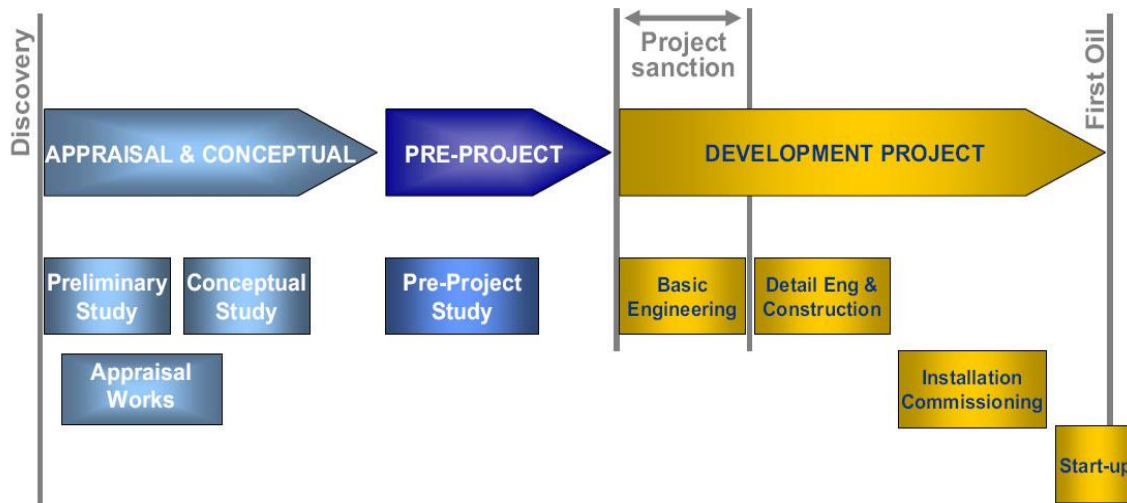 Discovery
Project
sanction
First Oil
APPRAISAL & CONCEPTUAL
PRE-PROJECT
DEVELOPMENT PROJECT
Preliminary
Study
Conceptual
Study
Pre-Project
Study
Basic
Engineering
Detail Eng &
Construction
Appraisal
Works
Installation
Commissioning
Start-up